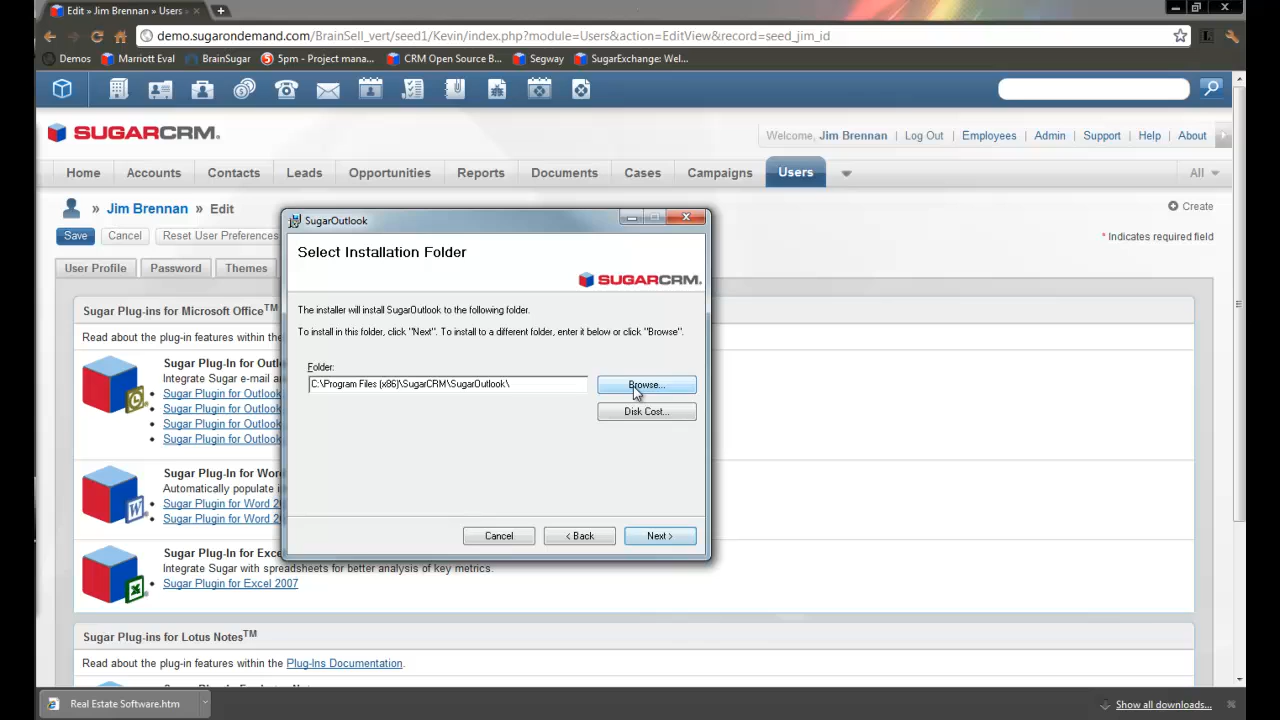 Edit » Jim Brennan » Users
demo.sugarondemand.com/BrainSell_vert/seed1/Kevin/index.php?module=Users&action=EditView&record=seed_jim_id
Demos Marriott Eval BrainSugar 5pm - Project mana... CRM Open Source B... Segway SugarExchange: Wel...
SUGARCRM.
Welcome, Jim Brennan Log Out Employees Admin Support Help About
Home Accounts Contacts Leads Opportunities Reports Documents Cases Campaigns Users All
» Jim Brennan » Edit
Create
Save Cancel Reset User Preferences
* Indicates required field
User Profile Password Themes
Sugar Plug-ins for Microsoft Office™
Read about the plug-in features within the
Sugar Plug-In for Outl
Integrate Sugar e-mail an
Sugar Plugin for Outlook
Sugar Plugin for Outlook
Sugar Plugin for Outlook
Sugar Plugin for Outlook
Sugar Plug-In for Word
Automatically populate
Sugar Plugin for Word 2
Sugar Plugin for Word 2
Sugar Plug-In for Exce
Integrate Sugar with spreadsheets for better analysis of key metrics.
Sugar Plugin for Excel 2007
Sugar Plug-ins for Lotus Notes™
Read about the plug-in features within the Plug-Ins Documentation.
SugarOutlook
Select Installation Folder
SUGARCRM.
The installer will install SugarOutlook to the following folder.
To install in this folder, click "Next". To install to a different folder, enter it below or click "Browse".
Folder:
C:\Program Files (x86)\SugarCRM\SugarOutlook\
Browse...
Disk Cost...
Cancel < Back Next >
Real Estate Software.htm
Show all downloads...